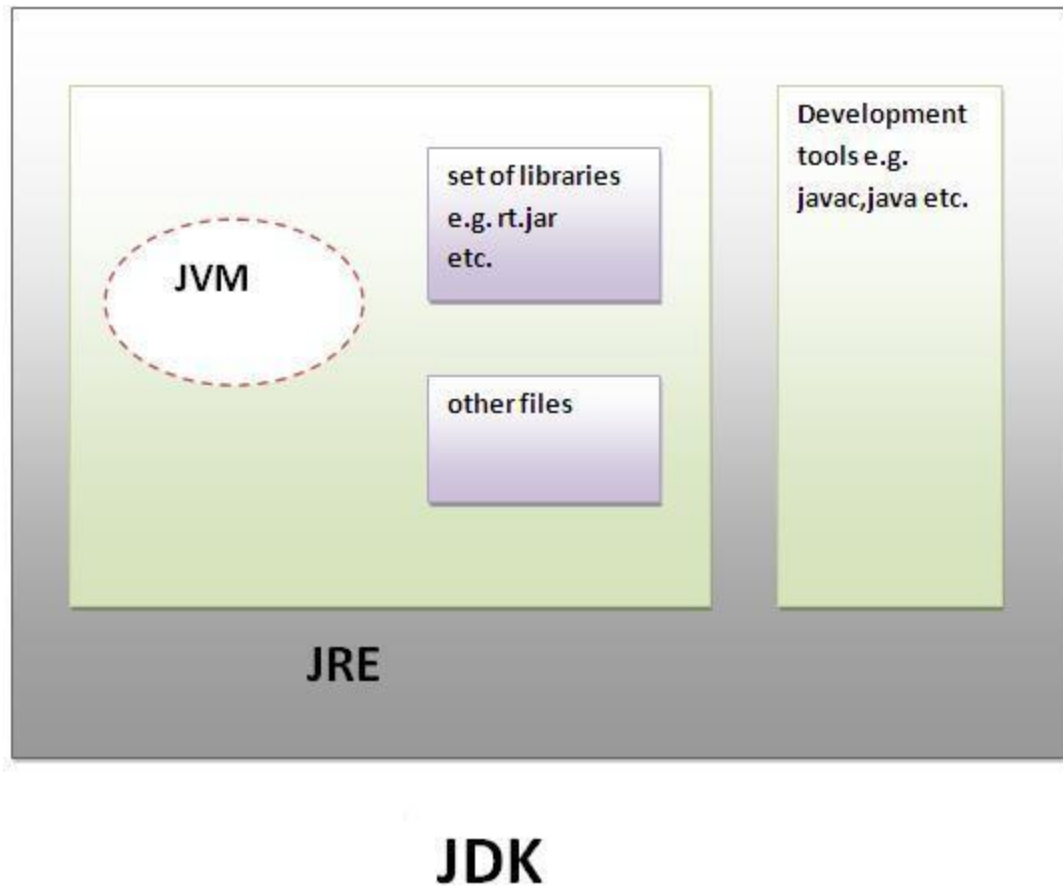 JVM
set of libraries
e.g. rt.jar
etc.
other files
Development
tools e.g.
javac,java etc.
JRE
JDK